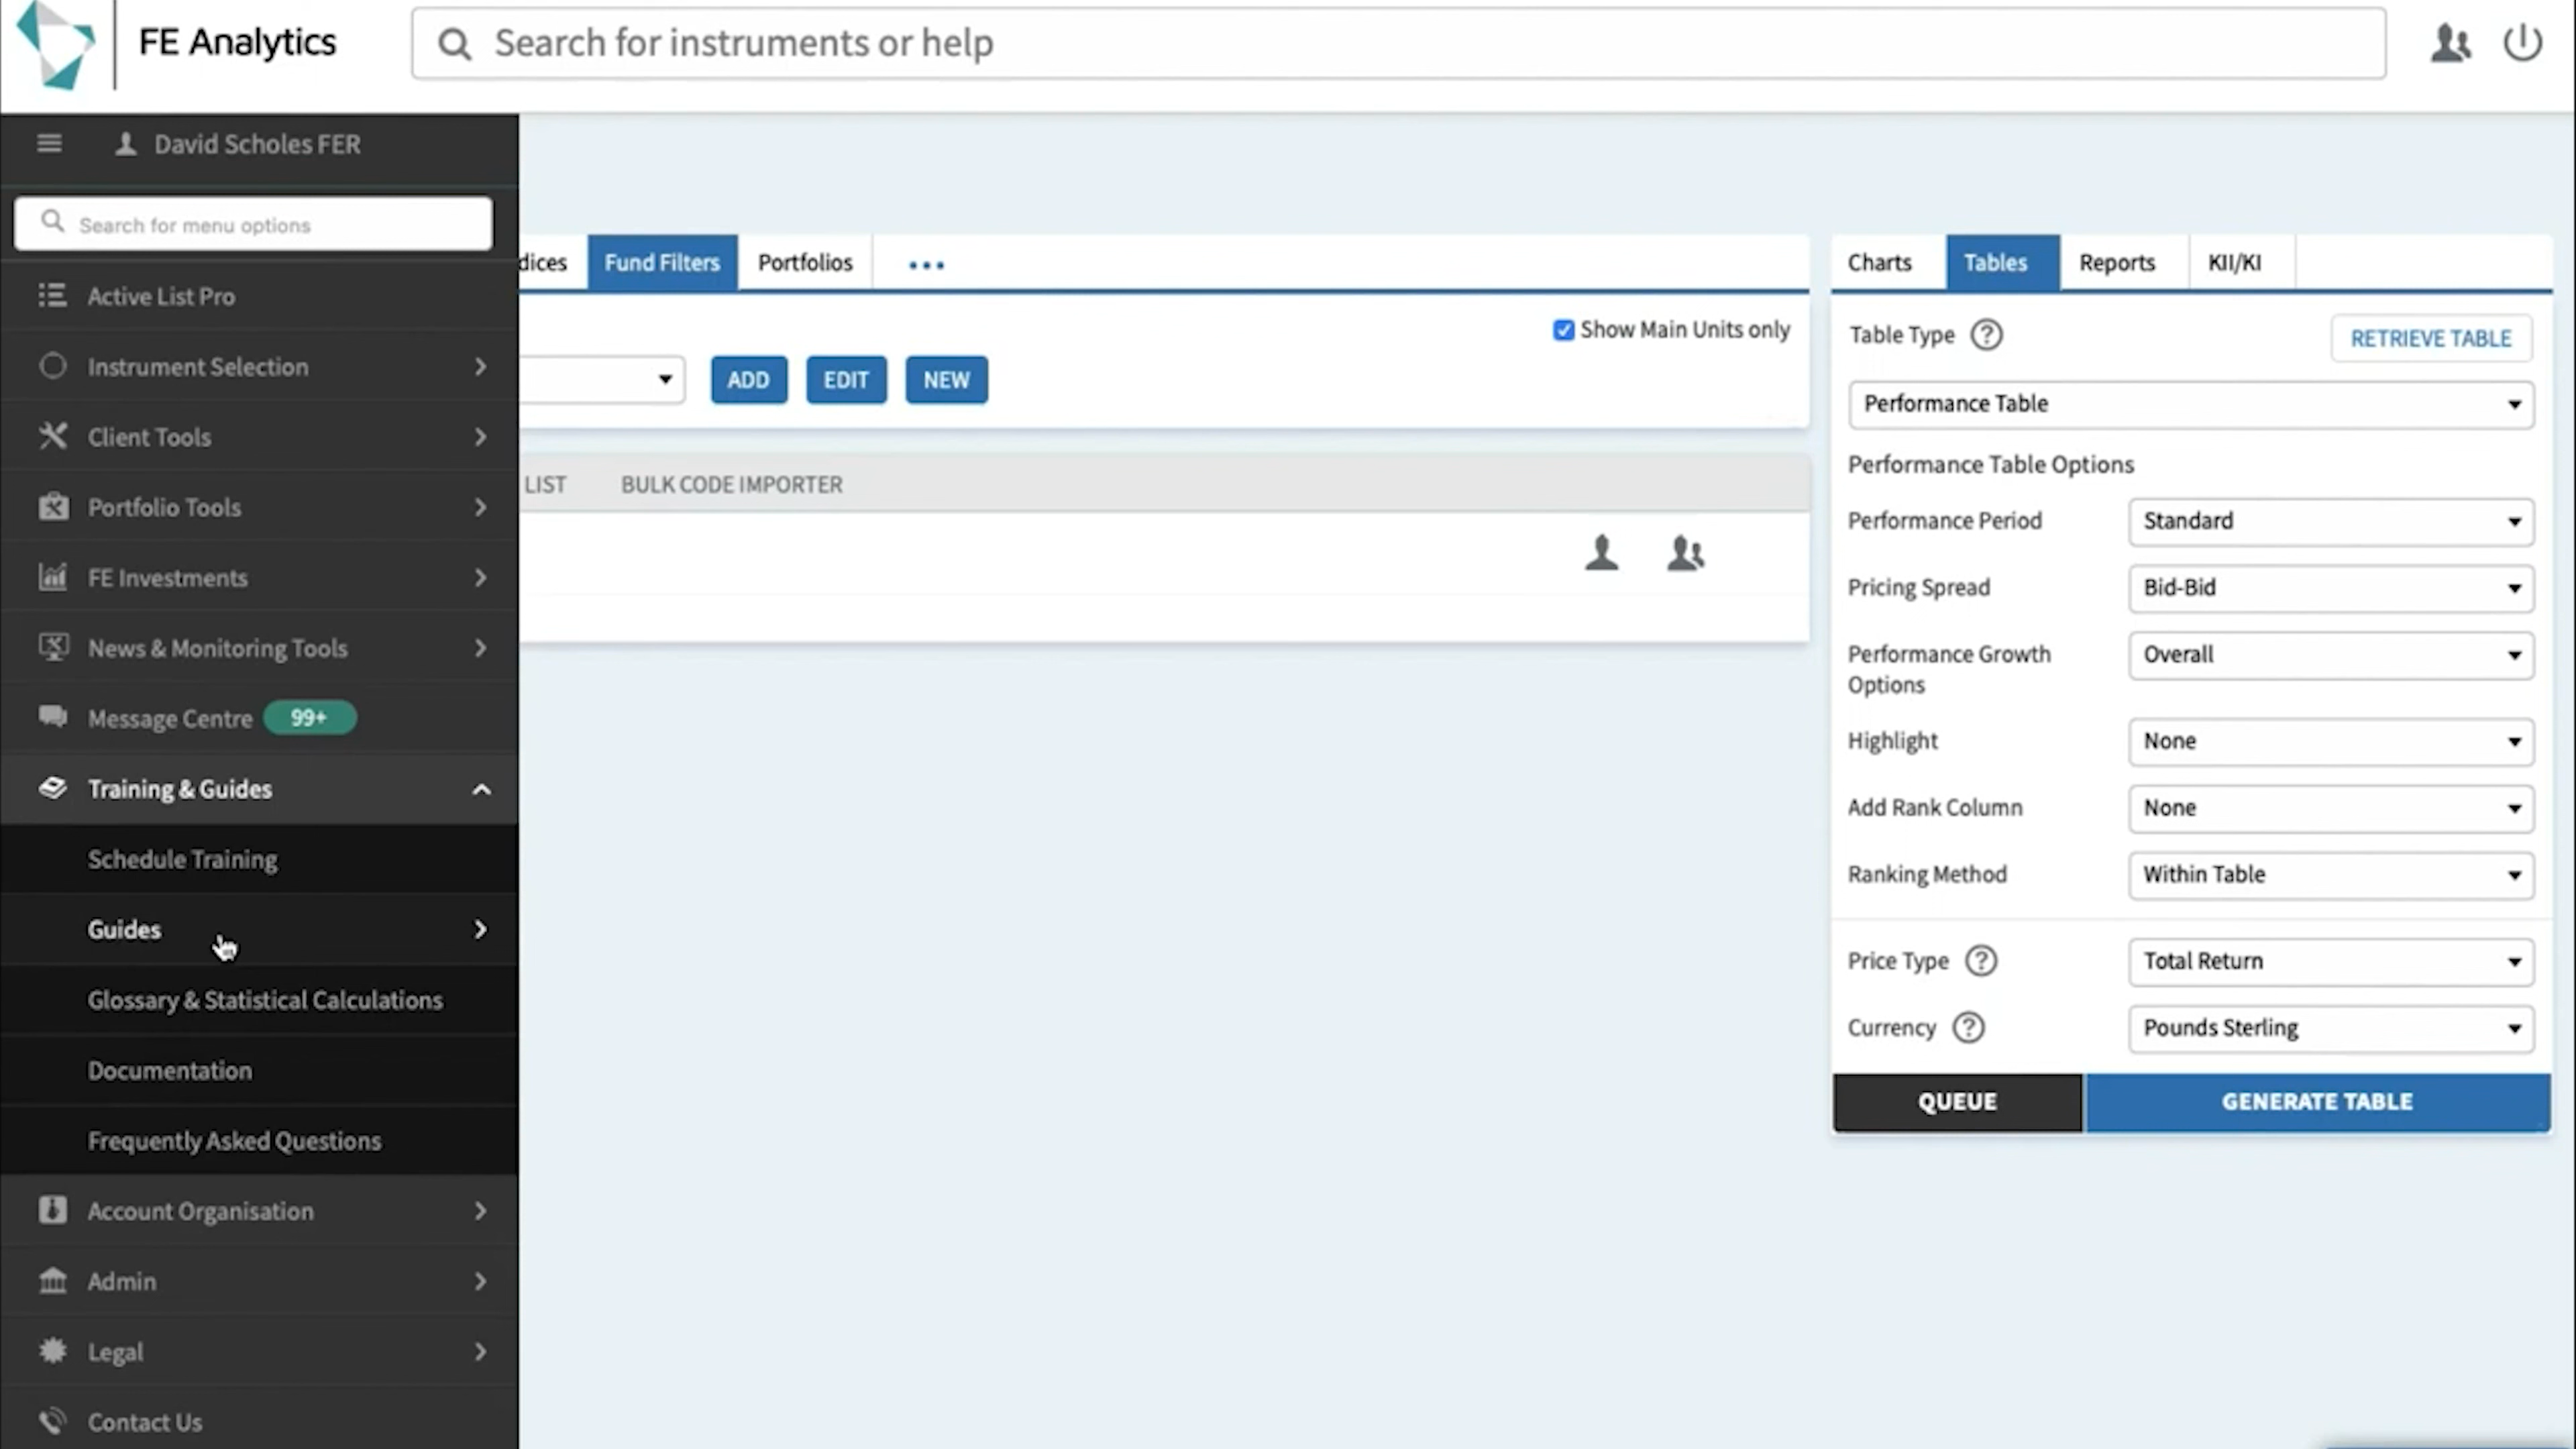 FE Analytics
Search for instruments or help
David Scholes FER
Search for menu options
Active List Pro
Instrument Selection
Client Tools
Portfolio Tools
FE Investments
News & Monitoring Tools
Message Centre 99+
Training & Guides
Schedule Training
Guides
Glossary & Statistical Calculations
Documentation
Frequently Asked Questions
Account Organisation
Admin
Legal
Contact Us
dices Fund Filters Portfolios
Show Main Units only
ADD EDIT NEW
LIST BULK CODE IMPORTER
Charts Tables Reports KII/KI
Table Type ? RETRIEVE TABLE
Performance Table
Performance Table Options
Performance Period Standard
Pricing Spread Bid-Bid
Performance Growth Options Overall
Highlight None
Add Rank Column None
Ranking Method Within Table
Price Type ? Total Return
Currency ? Pounds Sterling
QUEUE GENERATE TABLE